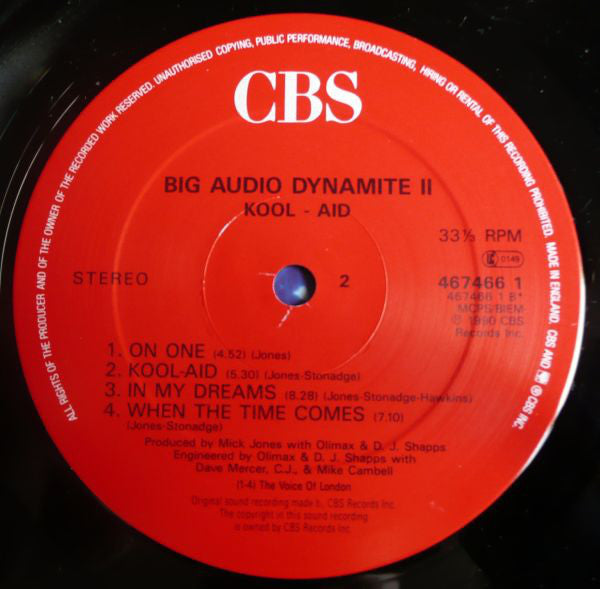 ALL RIGHTS OF THE PRODUCER AND OF THE OWNER OF THE RECORDED WORK RESERVED. UNAUTHORISED COPYING, PUBLIC PERFORMANCE, BROADCASTING, HIRING OR RENTAL OF THIS RECORDING PROHIBITED. MADE IN ENGLAND. CBS AND ℗ CBS INC.
CBS
BIG AUDIO DYNAMITE II
KOOL - AID
33⅓ RPM
0149
STEREO
2
467466 1
467466 1 B*
MCPS/BIEM
℗ 1990 CBS
Records Inc.
1. ON ONE (4.52) (Jones)
2. KOOL-AID (5.30) (Jones-Stonadge)
3. IN MY DREAMS (8.28) (Jones-Stonadge-Hawkins)
4. WHEN THE TIME COMES (7.10)
(Jones-Stonadge)
Produced by Mick Jones with Olimax & D. J. Shapps
Engineered by Olimax & D. J. Shapps with
Dave Mercer, C.J., & Mike Cambell
(1-4) The Voice Of London
Original sound recording made by CBS Records Inc.
The copyright in this sound recording
is owned by CBS Records Inc.